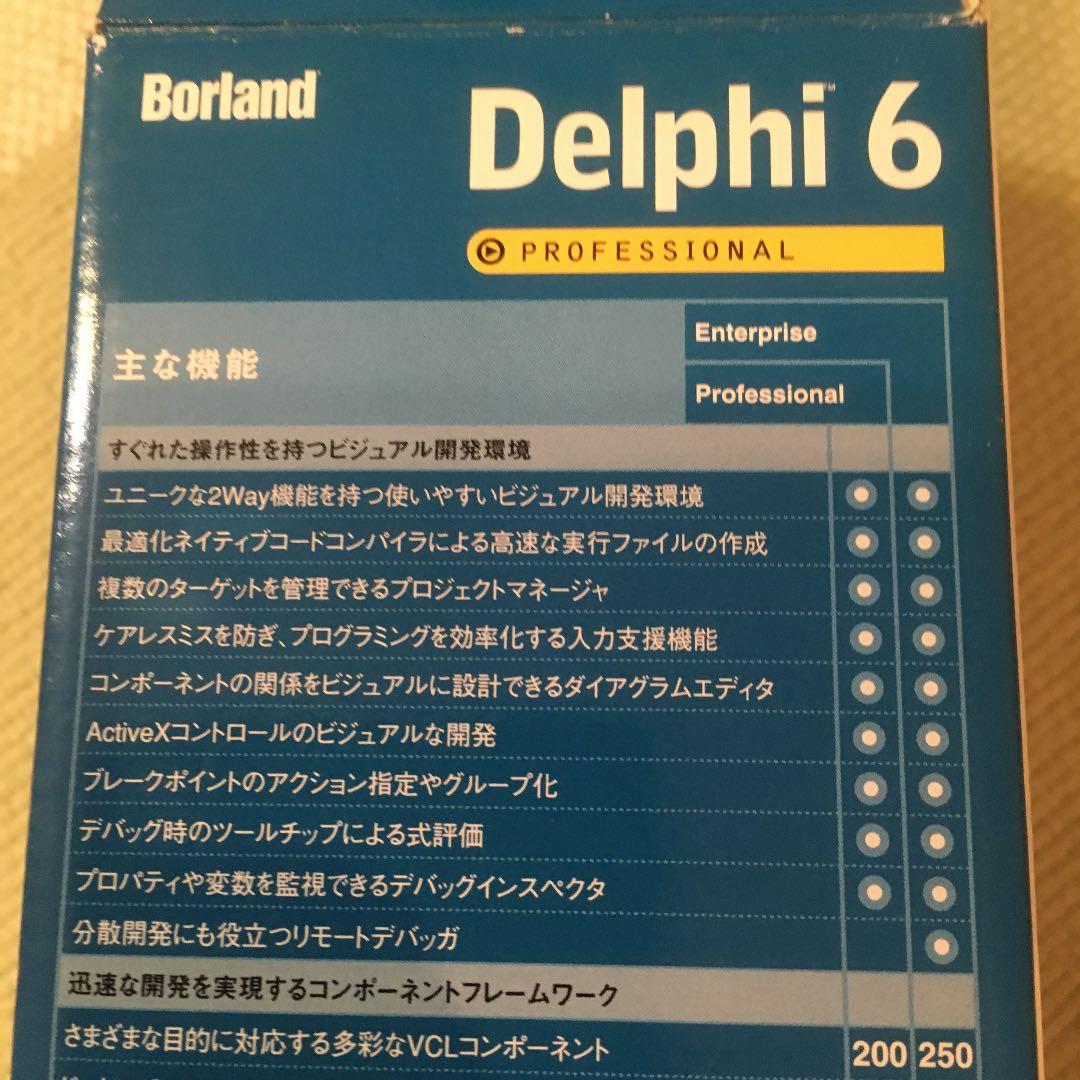 Borland
Delphi™ 6
PROFESSIONAL
主な機能
Enterprise
Professional
すぐれた操作性を持つビジュアル開発環境
ユニークな2Way機能を持つ使いやすいビジュアル開発環境
最適化ネイティブコードコンパイラによる高速な実行ファイルの作成
複数のターゲットを管理できるプロジェクトマネージャ
ケアレスミスを防ぎ、プログラミングを効率化する入力支援機能
コンポーネントの関係をビジュアルに設計できるダイアグラムエディタ
ActiveXコントロールのビジュアルな開発
ブレークポイントのアクション指定やグループ化
デバッグ時のツールチップによる式評価
プロパティや変数を監視できるデバッグインスペクタ
分散開発にも役立つリモートデバッガ
迅速な開発を実現するコンポーネントフレームワーク
さまざまな目的に対応する多彩なVCLコンポーネント 200 250